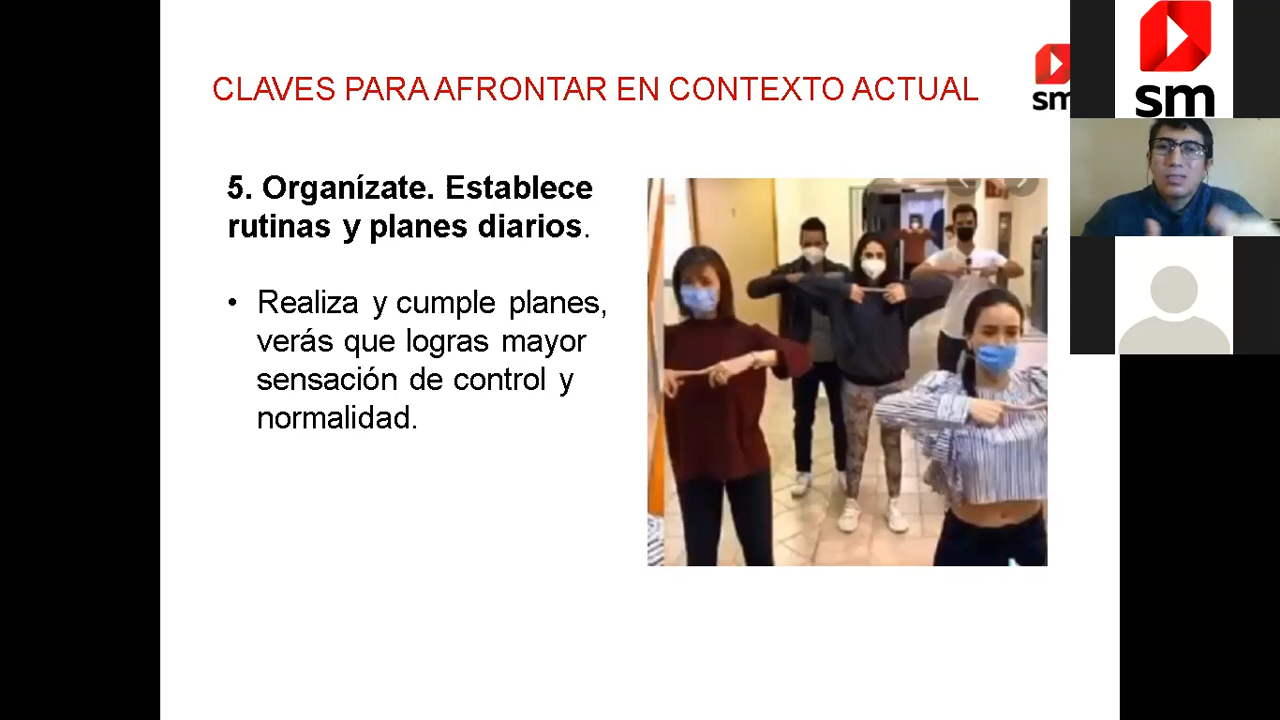 CLAVES PARA AFRONTAR EN CONTEXTO ACTUAL
sm
sm
5. Organízate. Establece
rutinas y planes diarios.
• Realiza y cumple planes,
verás que logras mayor
sensación de control y
normalidad.